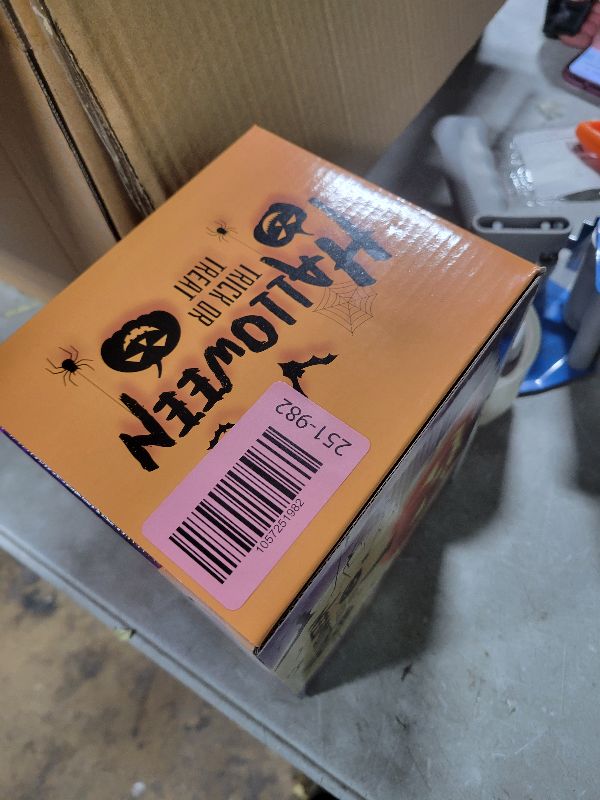 HALLOWEEN
TRICK OR
TREAT
251-982
1057251982